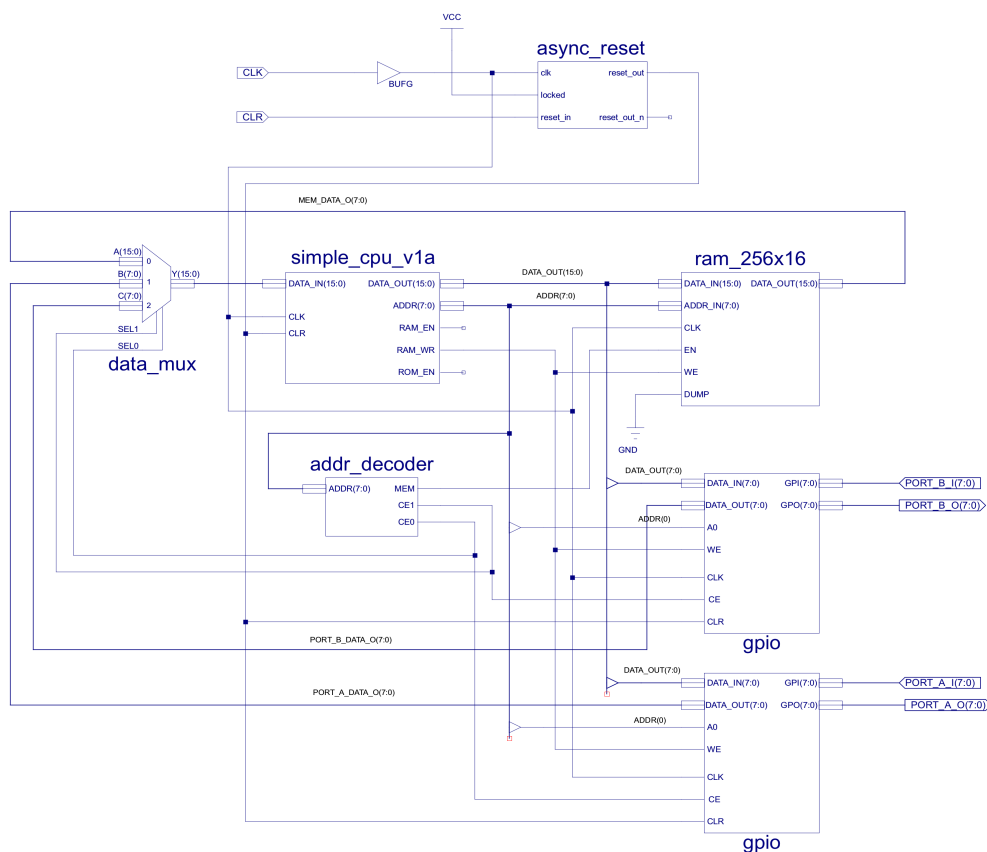 VCC
async_reset
CLK
BUFG
clk
reset_out
locked
CLR
reset_in
reset_out_n
MEM_DATA_O(7:0)
A(15:0)
0
B(7:0)
1
Y(15:0)
C(7:0)
2
SEL1
SEL0
data_mux
simple_cpu_v1a
DATA_IN(15:0)
DATA_OUT(15:0)
ADDR(7:0)
CLK
RAM_EN
CLR
RAM_WR
ROM_EN
DATA_OUT(15:0)
ADDR(7:0)
ram_256x16
DATA_IN(15:0)
DATA_OUT(15:0)
ADDR_IN(7:0)
CLK
EN
WE
DUMP
GND
addr_decoder
ADDR(7:0)
MEM
CE1
CE0
DATA_OUT(7:0)
ADDR(0)
DATA_IN(7:0)
GPI(7:0)
DATA_OUT(7:0)
GPO(7:0)
A0
WE
CLK
CE
CLR
gpio
PORT_B_I(7:0)
PORT_B_O(7:0)
PORT_B_DATA_O(7:0)
PORT_A_DATA_O(7:0)
DATA_OUT(7:0)
ADDR(0)
DATA_IN(7:0)
GPI(7:0)
DATA_OUT(7:0)
GPO(7:0)
A0
WE
CLK
CE
CLR
gpio
PORT_A_I(7:0)
PORT_A_O(7:0)